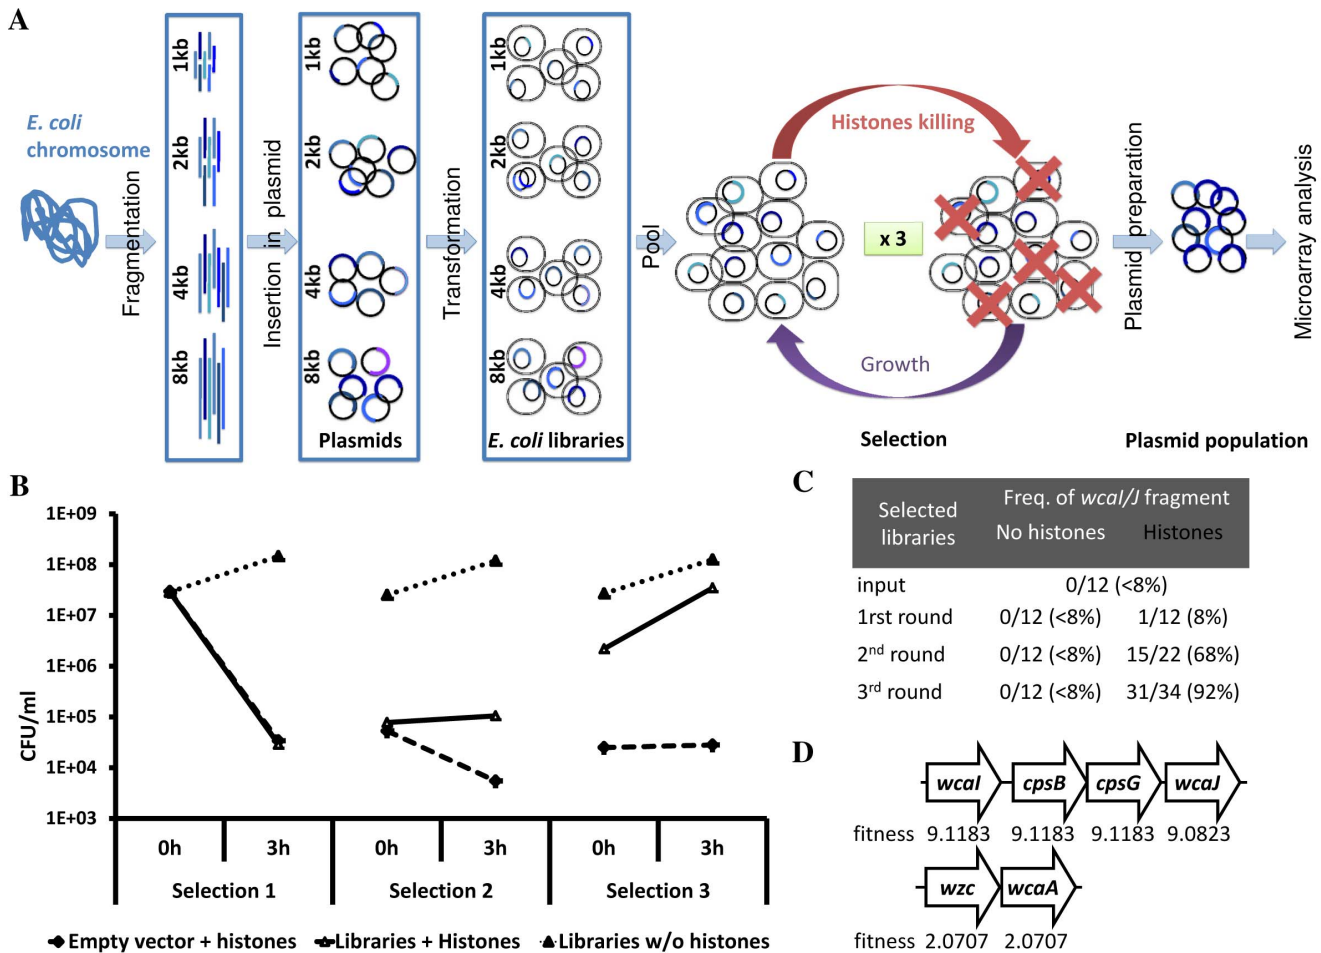 A
E. coli
chromosome
Fragmentation
1kb
2kb
4kb
8kb
Insertion in plasmid
1kb
2kb
4kb
8kb
Plasmids
Transformation
1kb
2kb
4kb
8kb
E. coli libraries
Pool
Histones killing
x 3
Growth
Selection
Plasmid preparation
Plasmid population
Microarray analysis
B
CFU/ml
1E+09
1E+08
1E+07
1E+06
1E+05
1E+04
1E+03
0h 3h 0h 3h 0h 3h
Selection 1 Selection 2 Selection 3
Empty vector + histones Libraries + Histones Libraries w/o histones
C
Selected libraries
Freq. of wcaI/J fragment
No histones Histones
input 0/12 (<8%)
1rst round 0/12 (<8%) 1/12 (8%)
2nd round 0/12 (<8%) 15/22 (68%)
3rd round 0/12 (<8%) 31/34 (92%)
D
wcaI cpsB cpsG wcaJ
fitness 9.1183 9.1183 9.1183 9.0823
wzc wcaA
fitness 2.0707 2.0707